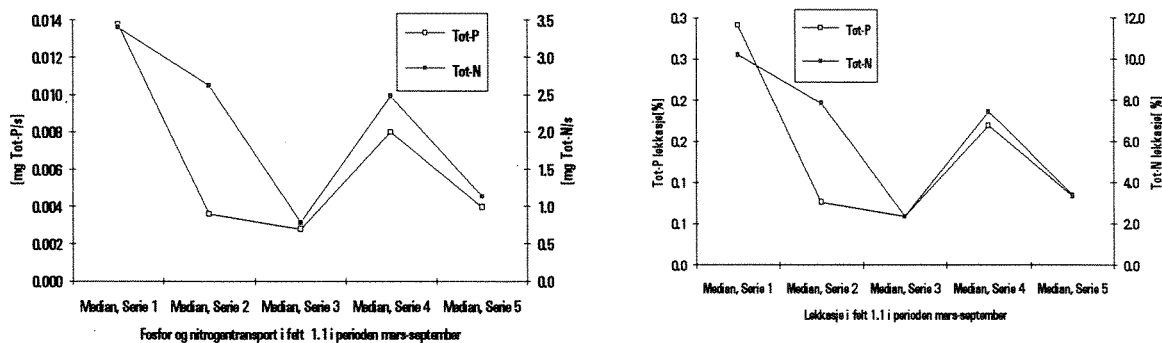 0.014
0.012
0.010
0.008
0.006
0.004
0.002
0.000
[mg Tot-P/s]
3.5
3.0
2.5
2.0
1.5
1.0
0.5
0.0
[mg Tot-N/s
Tot-P
Tot-N
Median, Serie 1 Median, Serie 2 Median, Serie 3 Median, Serie 4 Median, Serie 5
Fosfor og nitrogentransport i felt 1.1 i perioden mars-september
0.3
0.3
0.2
0.2
0.1
0.1
0.0
Tot-P lekkasje[%]
12.0
10.0
8.0
6.0
4.0
2.0
0.0
Tot-N lekkasje[ %]
Tot-P
Tot-N
Median, Serie 1 Median, Serie 2 Median, Serie 3 Median, Serie 4 Median, Serie 5
Lekkasje i felt 1.1 i perioden mars-september